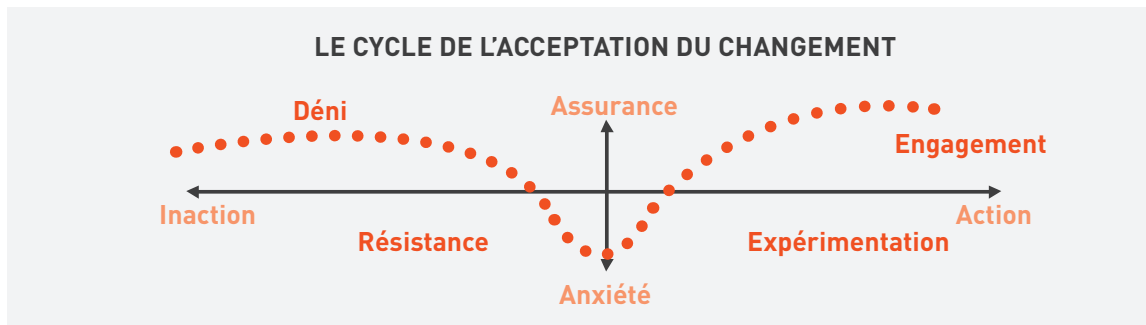 LE CYCLE DE L’ACCEPTATION DU CHANGEMENT
Déni
Assurance
Engagement
Inaction
Action
Résistance
Expérimentation
Anxiété